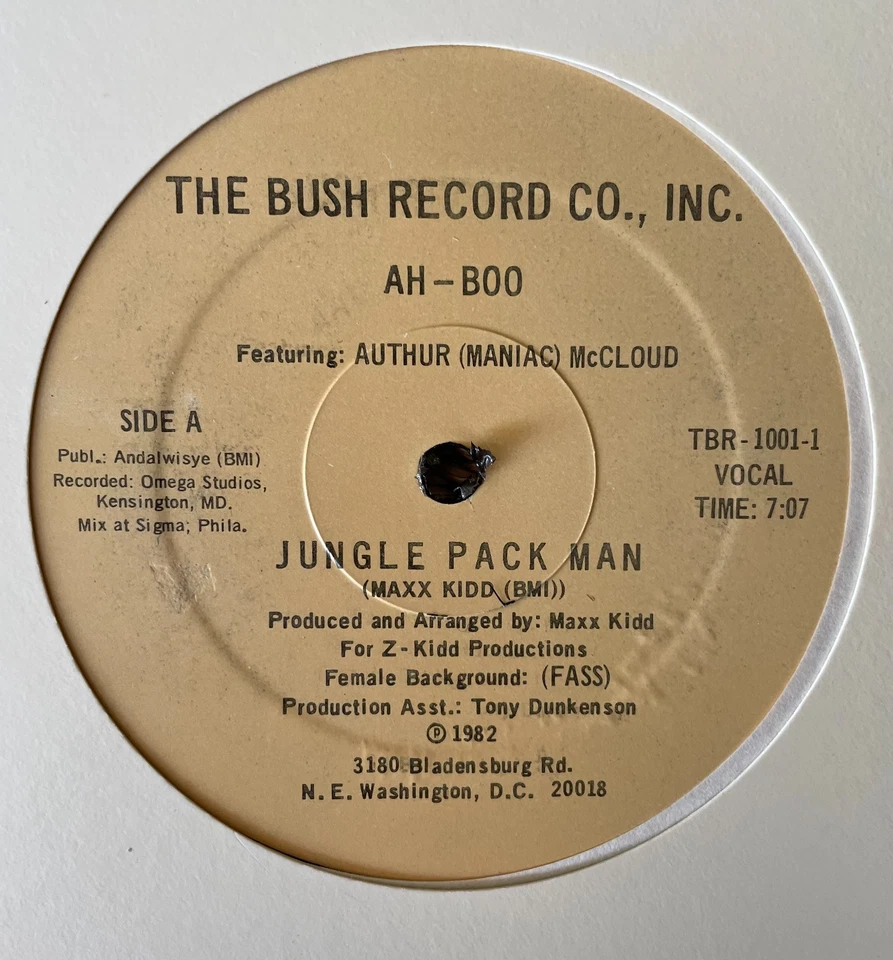 THE BUSH RECORD CO., INC.
AH-BOO
Featuring: AUTHUR (MANIAC) McCLOUD
SIDE A
Publ.: Andalwisye (BMI)
Recorded: Omega Studios,
Kensington, MD.
Mix at Sigma; Phila.
TBR-1001-1
VOCAL
TIME: 7:07
JUNGLE PACK MAN
(MAXX KIDD (BMI))
Produced and Arranged by: Maxx Kidd
For Z-Kidd Productions
Female Background: (FASS)
Production Asst.: Tony Dunkenson
℗ 1982
3180 Bladensburg Rd.
N. E. Washington, D.C. 20018